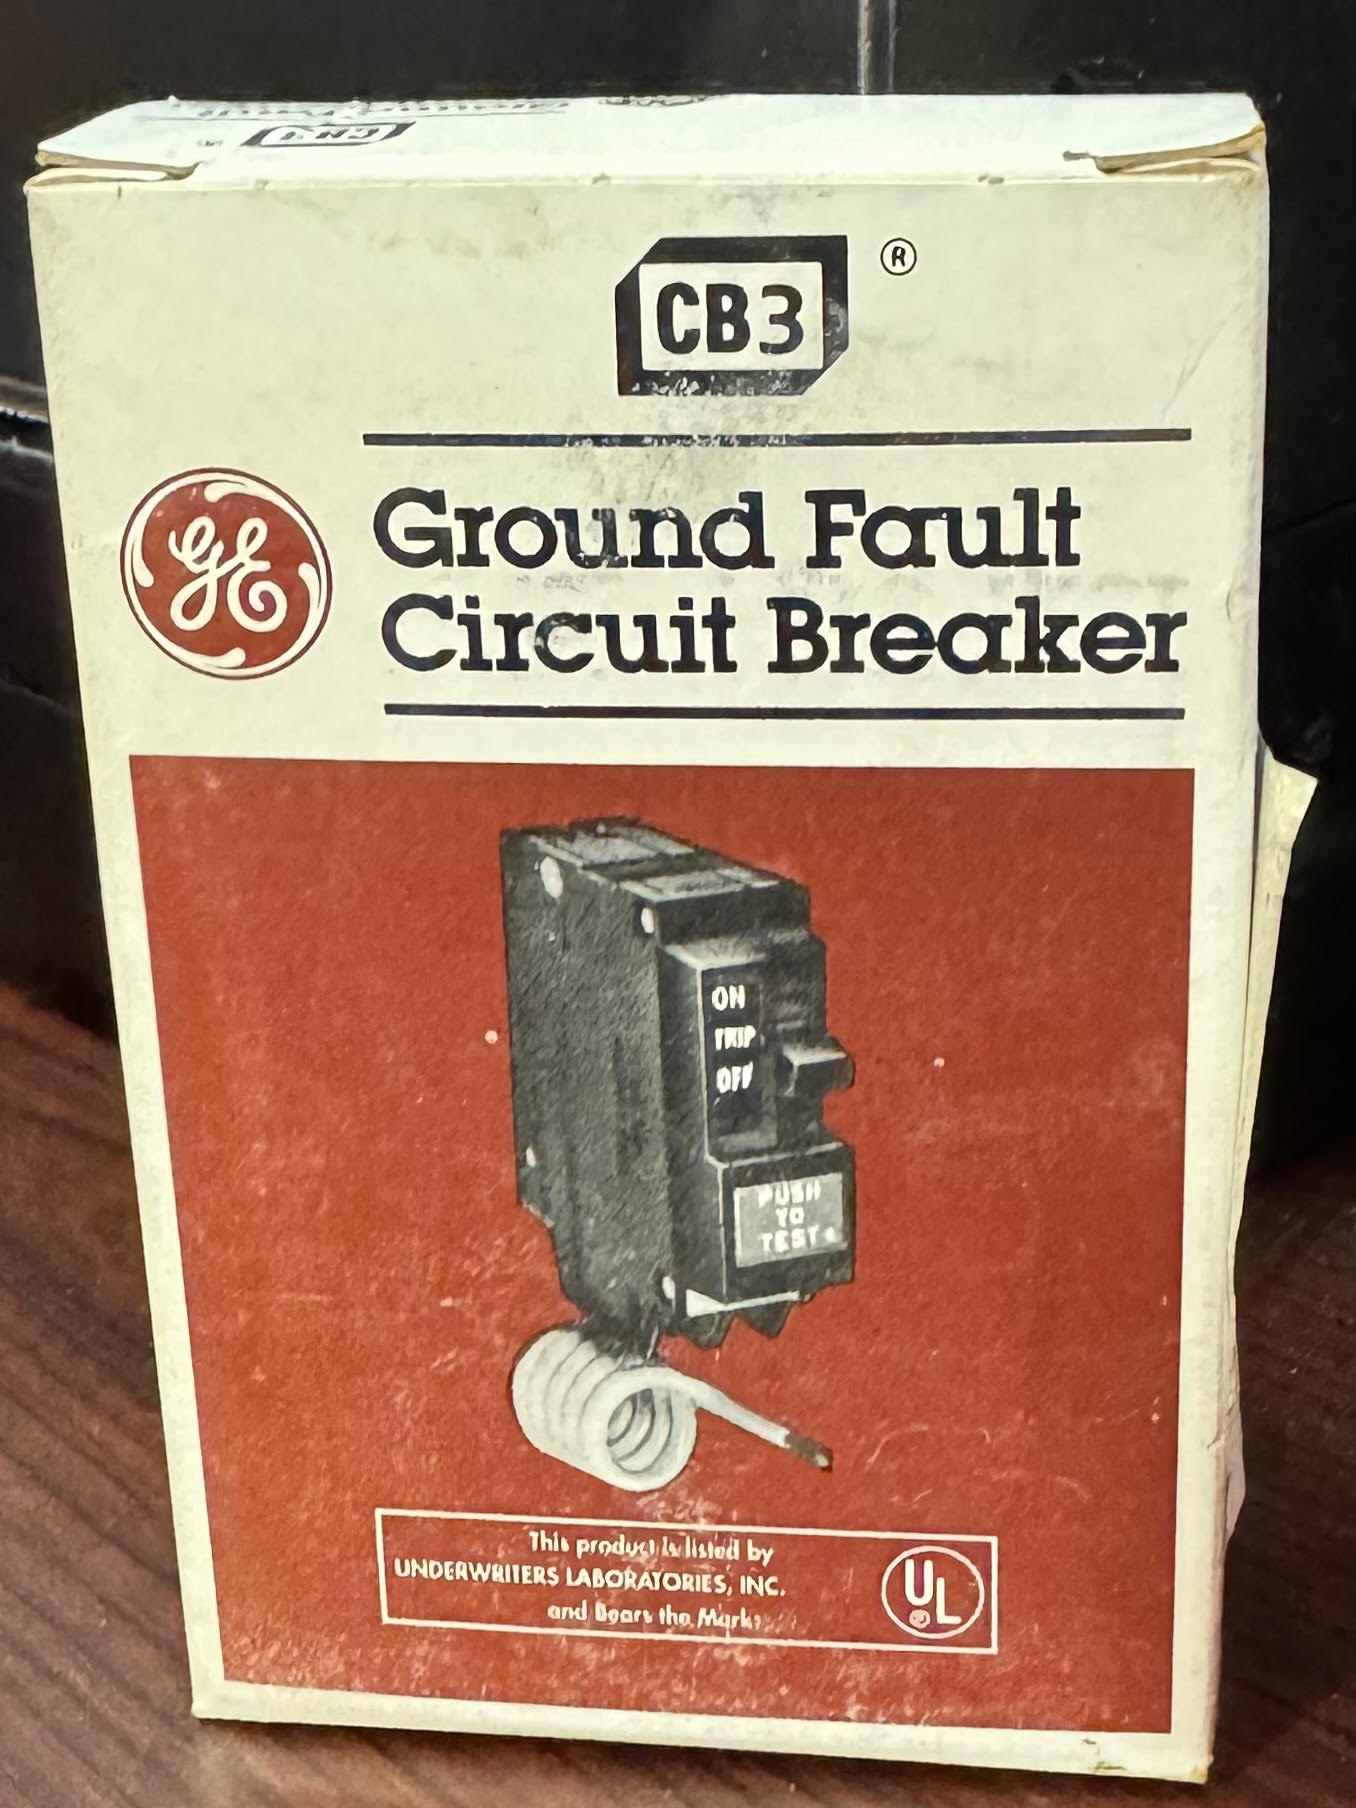 CB3 ®
GE
Ground Fault
Circuit Breaker
ON
TRIP
OFF
PUSH
TO
TEST
This product is listed by
UNDERWRITERS LABORATORIES, INC.
and Bears the Mark:
UL